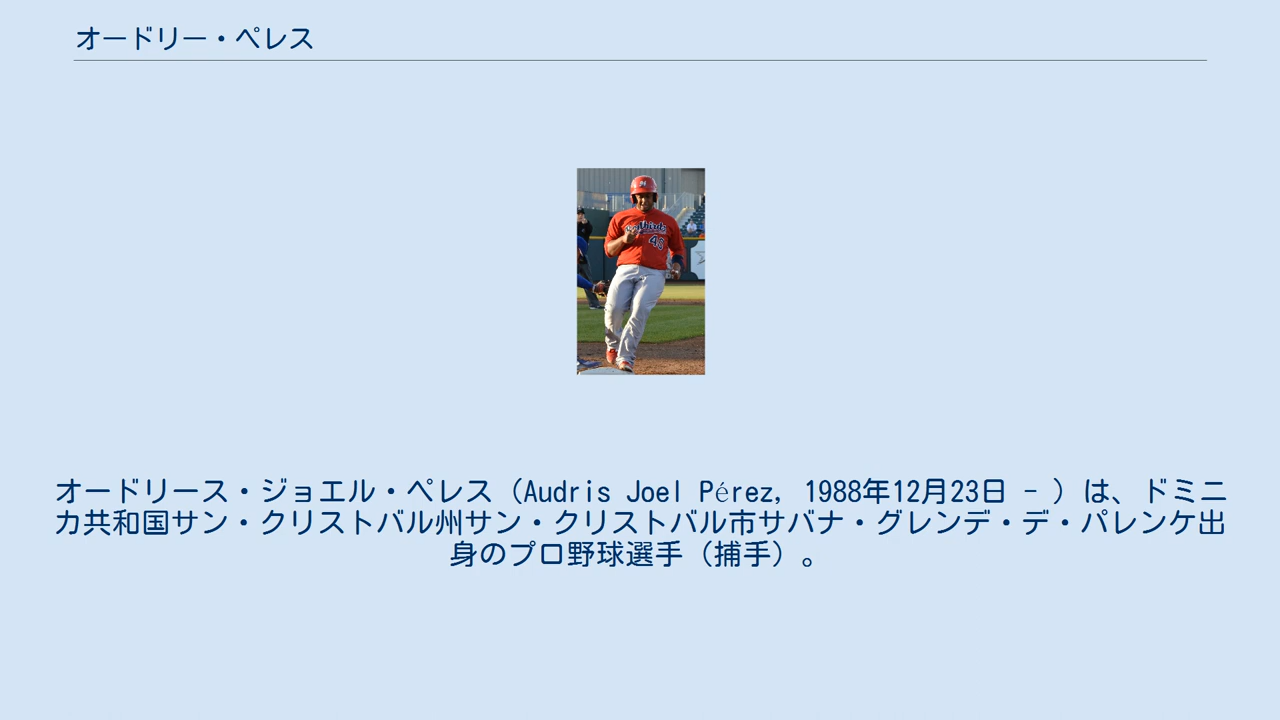 オードリー・ペレス
オードリース・ジョエル・ペレス（Audris Joel Pérez, 1988年12月23日 - ）は、ドミニ
カ共和国サン・クリストバル州サン・クリストバル市サバナ・グレンデ・デ・パレンケ出
身のプロ野球選手（捕手）。